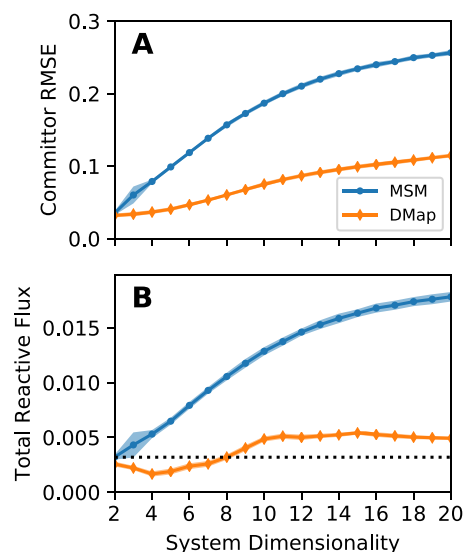 A
Committor RMSE
0.3
0.2
0.1
0.0
MSM
DMap
B
Total Reactive Flux
0.015
0.010
0.005
0.000
2 4 6 8 10 12 14 16 18 20
System Dimensionality